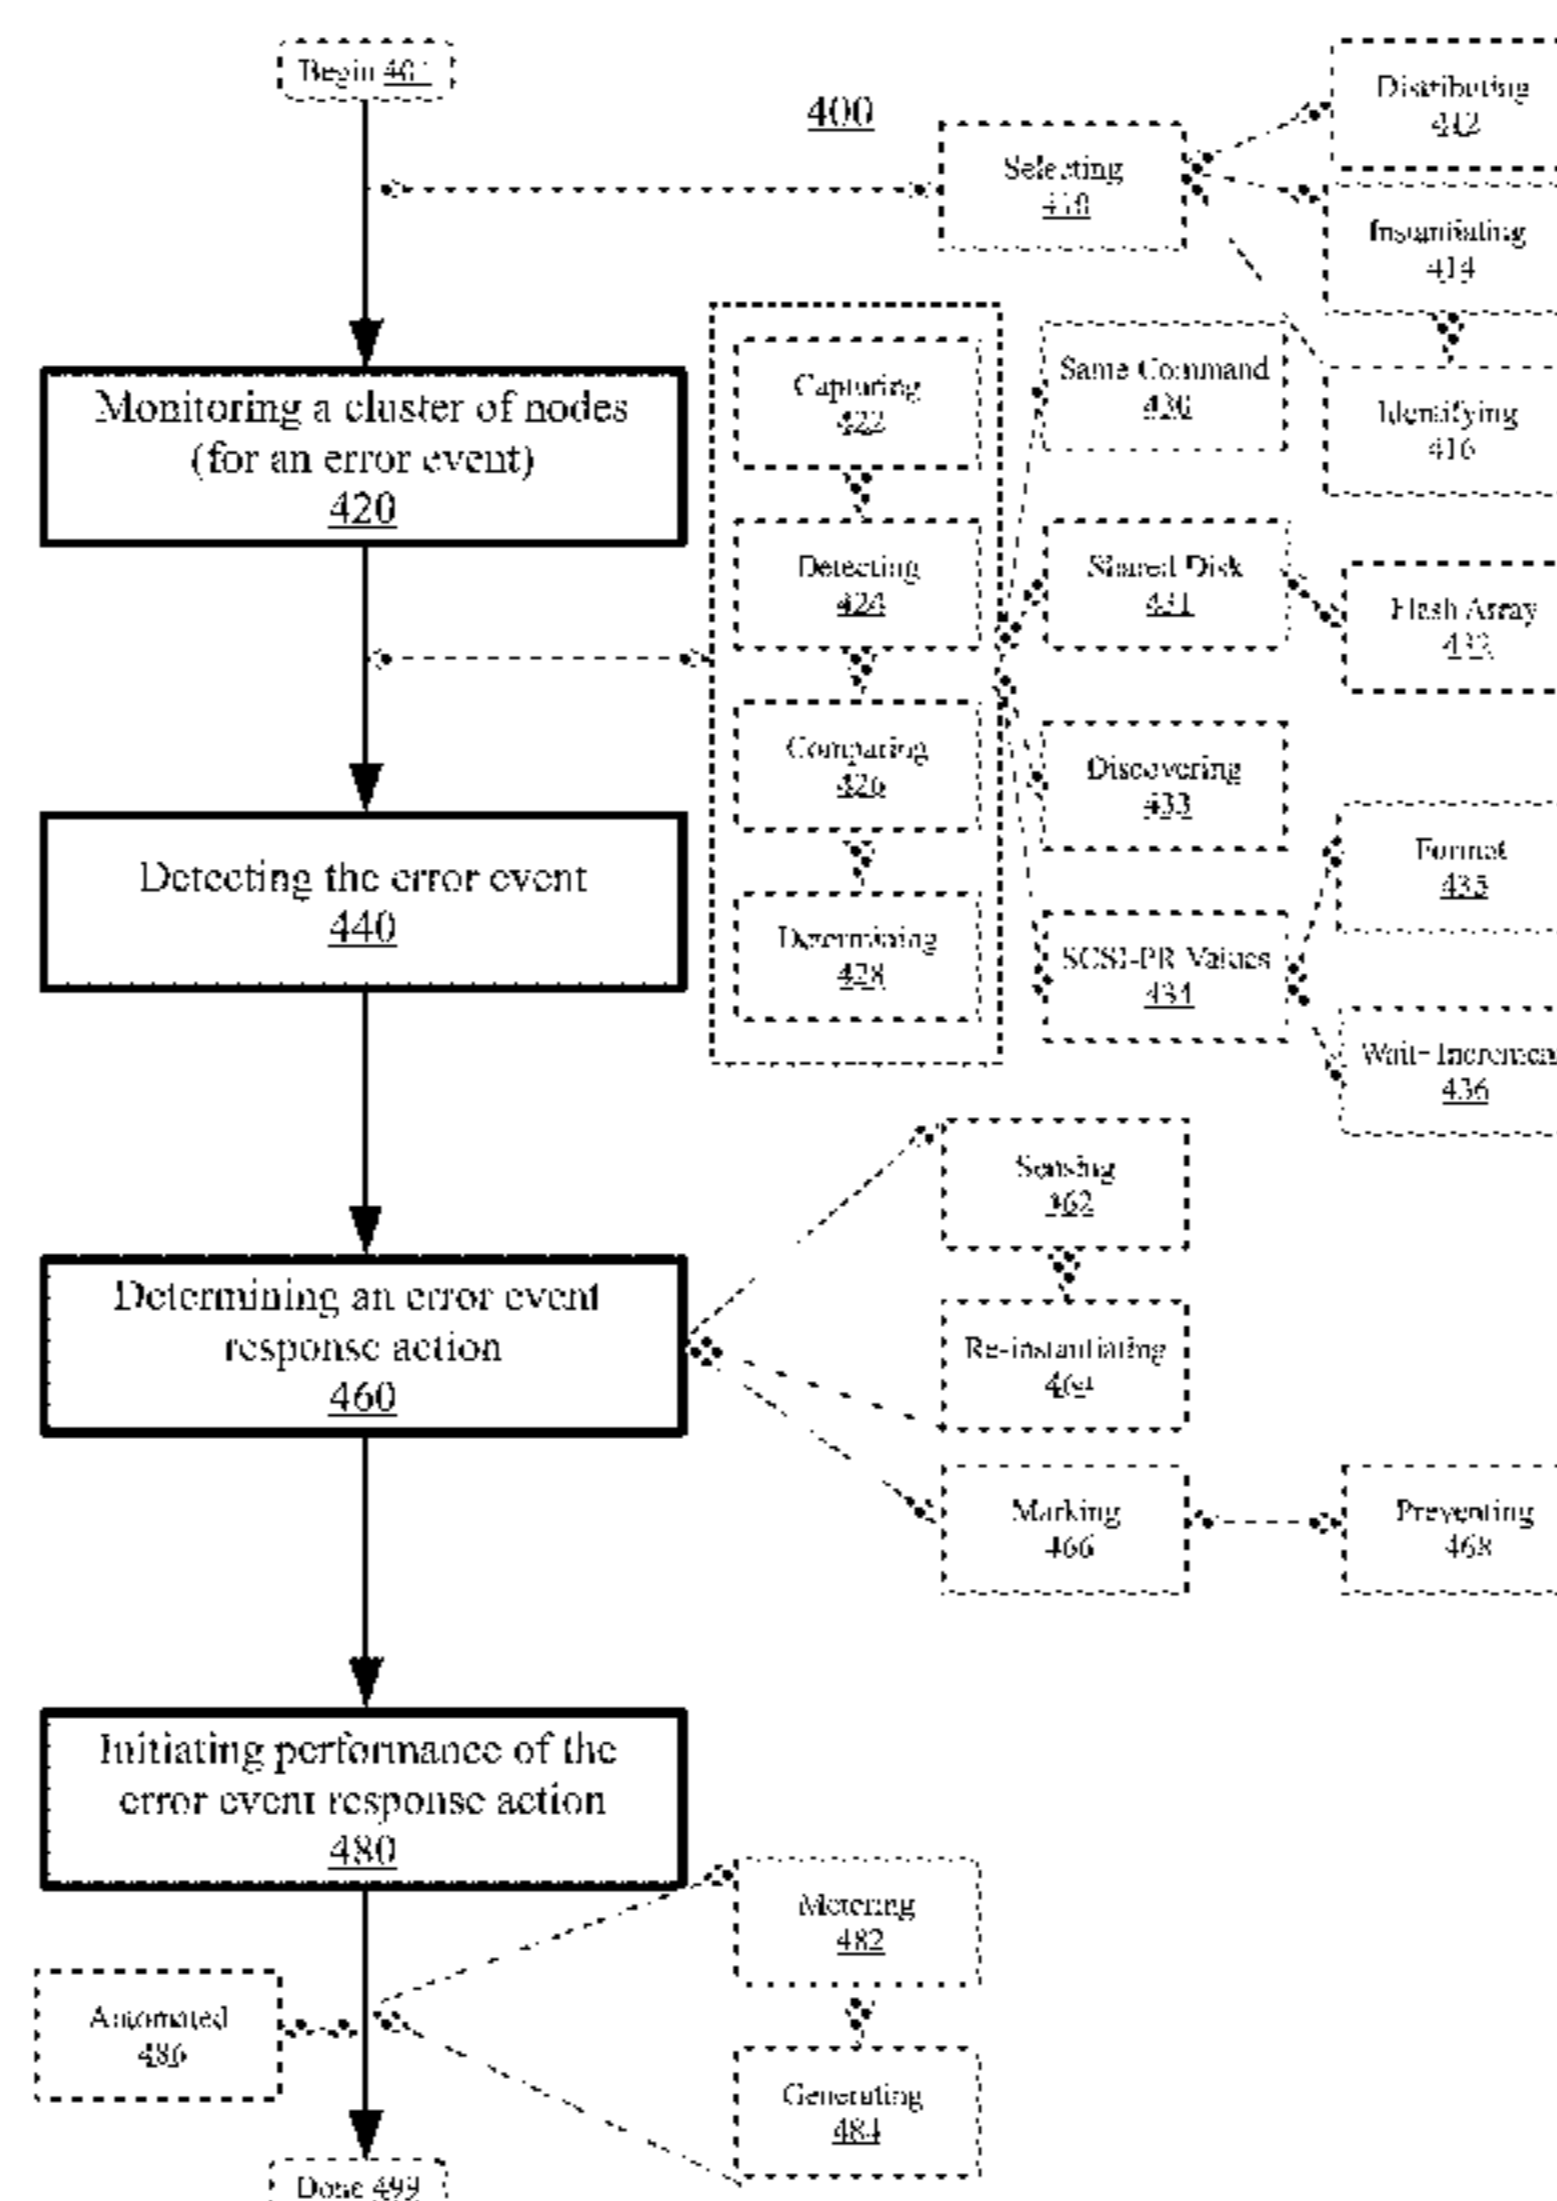 Begin 401
400
Selecting
410
Distributing
412
Instantiating
414
Identifying
416
Monitoring a cluster of nodes
(for an error event)
420
Capturing
422
Detecting
424
Comparing
426
Determining
428
Same Command
430
Shared Disk
431
Flash Array
432
Discovering
433
SCSI-PR Values
434
Format
435
Wait-Incremen
436
Detecting the error event
440
Determining an error event
response action
460
Sensing
462
Re-instantiating
464
Marking
466
Preventing
468
Initiating performance of the
error event response action
480
Metering
482
Generating
484
Automated
486
Done 499